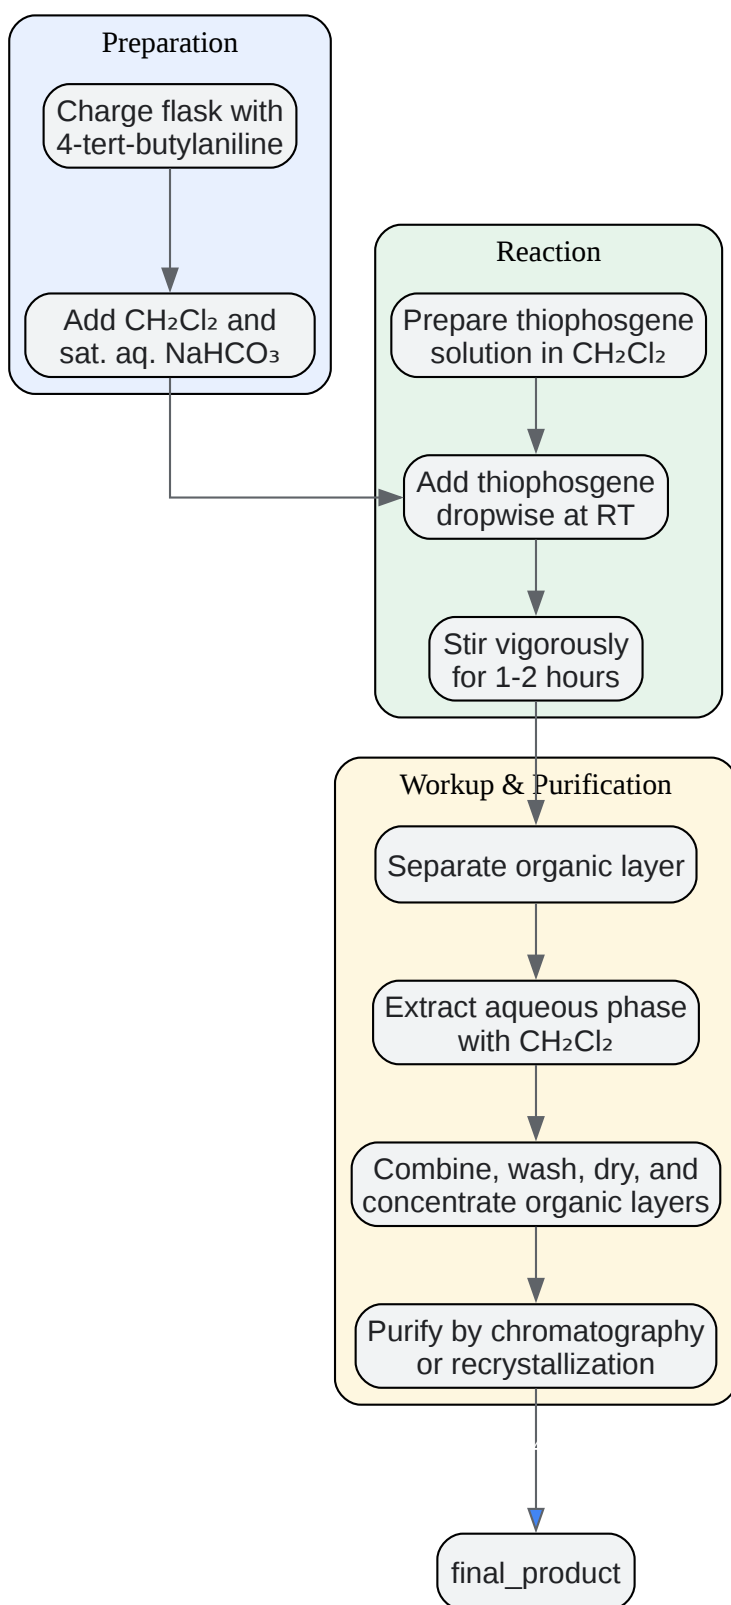 Preparation
Charge flask with
4-tert-butylaniline
Add CH₂Cl₂ and
sat. aq. NaHCO₃
Reaction
Prepare thiophosgene
solution in CH₂Cl₂
Add thiophosgene
dropwise at RT
Stir vigorously
for 1-2 hours
Workup & Purification
Separate organic layer
Extract aqueous phase
with CH₂Cl₂
Combine, wash, dry, and
concentrate organic layers
Purify by chromatography
or recrystallization
final_product